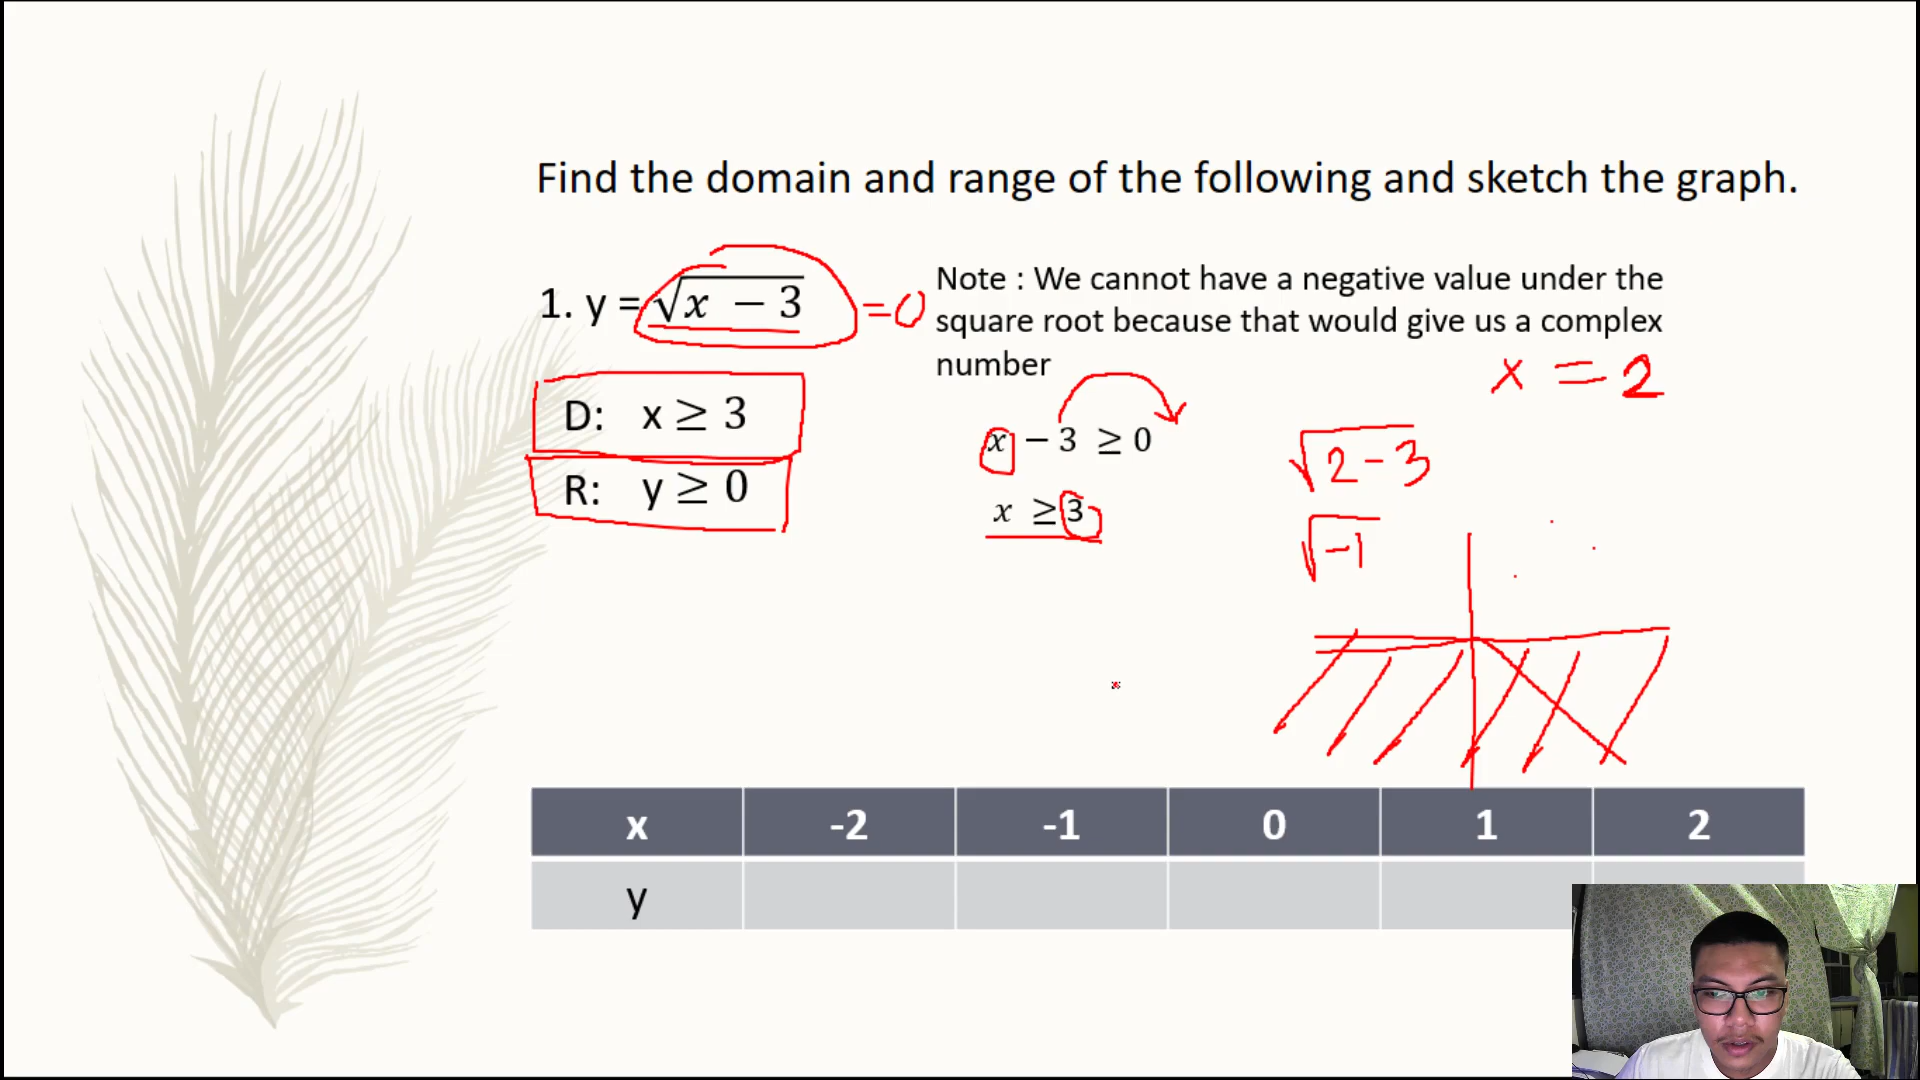 Find the domain and range of the following and sketch the graph.
1. y = √x − 3 = 0
Note : We cannot have a negative value under the
square root because that would give us a complex
number
x = 2
D: x ≥ 3
x − 3 ≥ 0
√2 - 3
R: y ≥ 0
x ≥ 3
√-1
x -2 -1 0 1 2
y